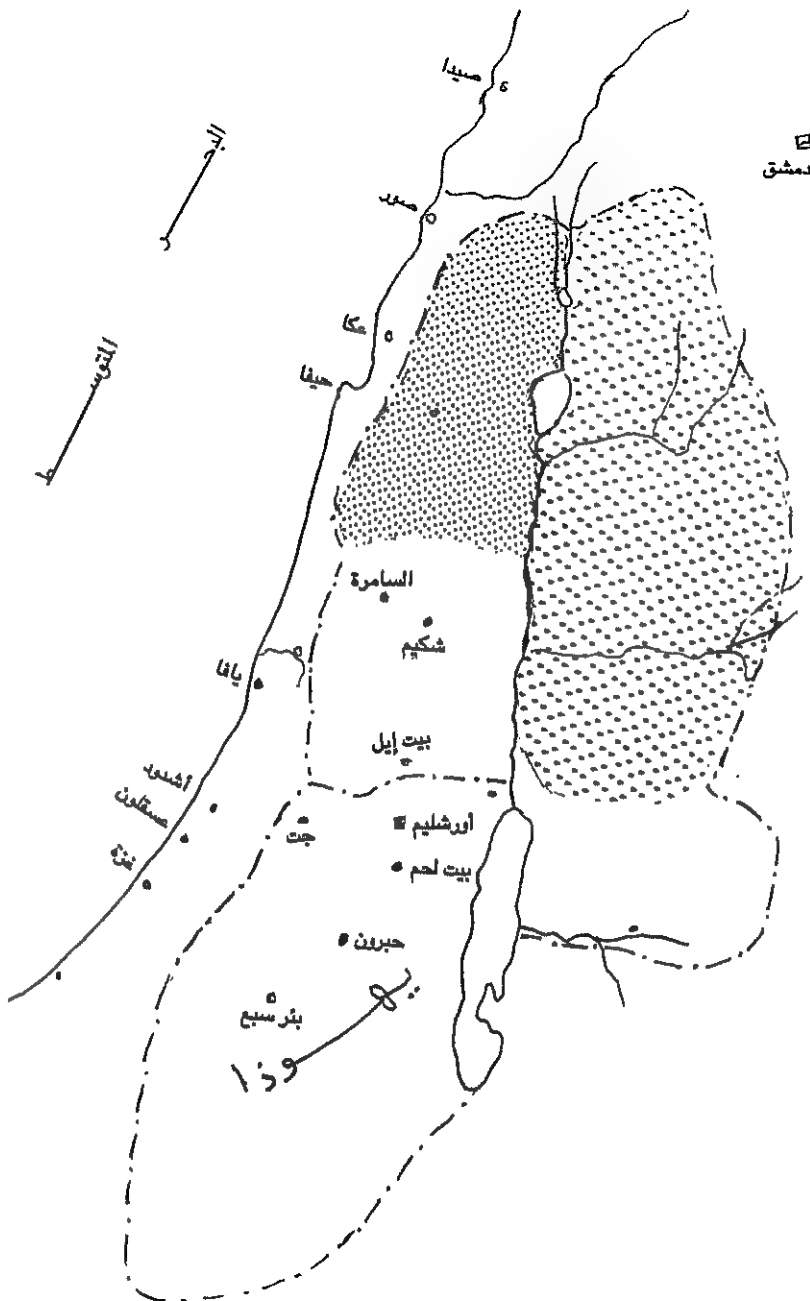 صيدا
دمشق
البحر
صور
عكا
حيفا
المتوسط
السامرة
شكيم
يافا
بيت إيل
أشدود
عسقلون
غزة
جت
أورشليم
بيت لحم
حبرون
بئر سبع
يهوذا